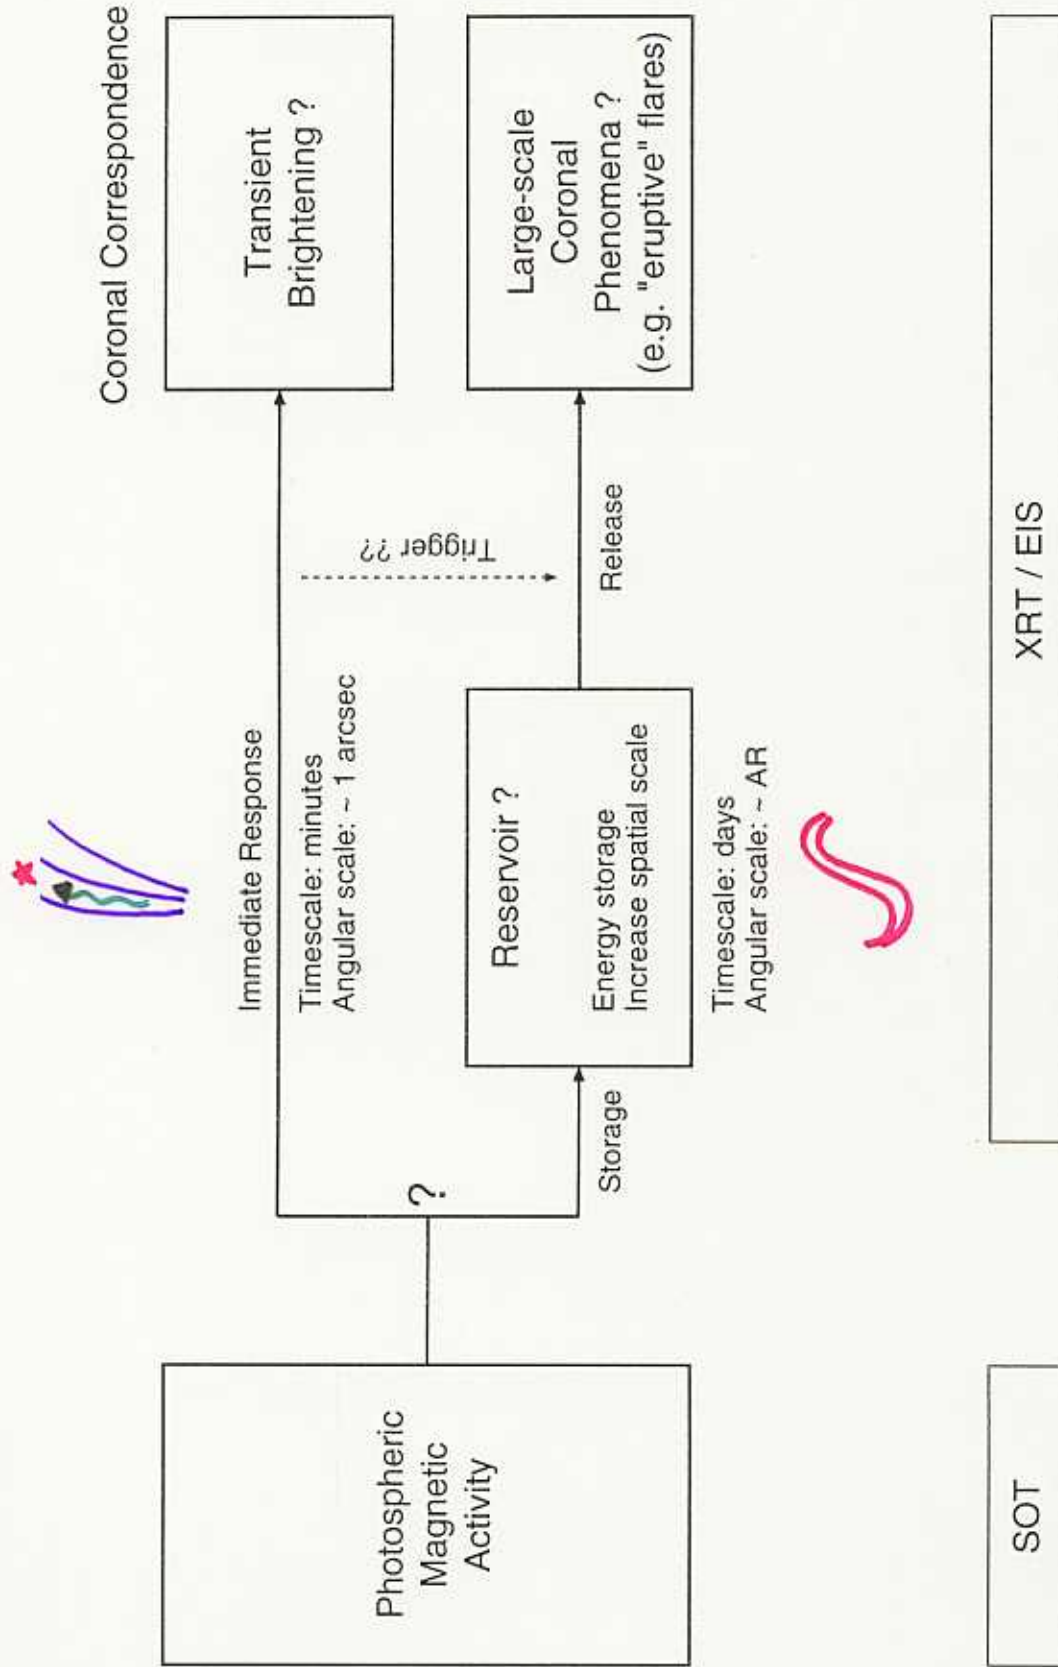 Coronal Correspondence
Photospheric
Magnetic
Activity
?
Immediate Response
Timescale: minutes
Angular scale: ~ 1 arcsec
Trigger ??
Transient
Brightening ?
Storage
Reservoir ?
Energy storage
Increase spatial scale
Timescale: days
Angular scale: ~ AR
Release
Large-scale
Coronal
Phenomena ?
(e.g. "eruptive" flares)
SOT
XRT / EIS